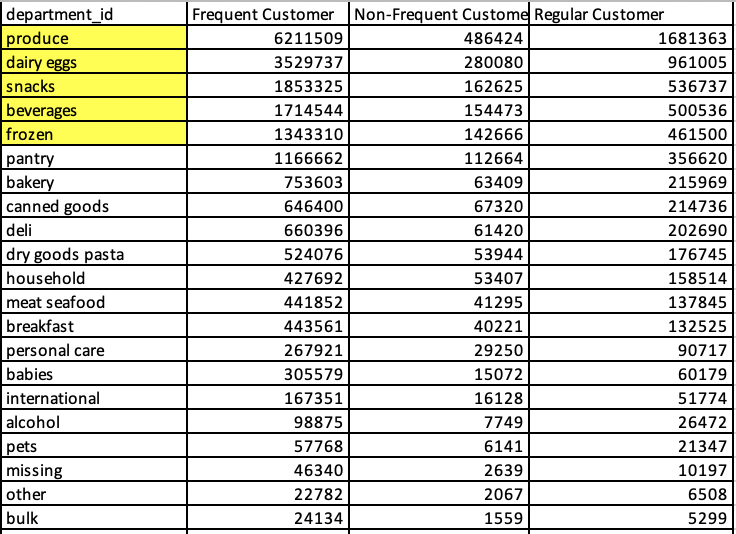 department_id Frequent Customer Non-Frequent Custome Regular Customer
produce 6211509 486424 1681363
dairy eggs 3529737 280080 961005
snacks 1853325 162625 536737
beverages 1714544 154473 500536
frozen 1343310 142666 461500
pantry 1166662 112664 356620
bakery 753603 63409 215969
canned goods 646400 67320 214736
deli 660396 61420 202690
dry goods pasta 524076 53944 176745
household 427692 53407 158514
meat seafood 441852 41295 137845
breakfast 443561 40221 132525
personal care 267921 29250 90717
babies 305579 15072 60179
international 167351 16128 51774
alcohol 98875 7749 26472
pets 57768 6141 21347
missing 46340 2639 10197
other 22782 2067 6508
bulk 24134 1559 5299